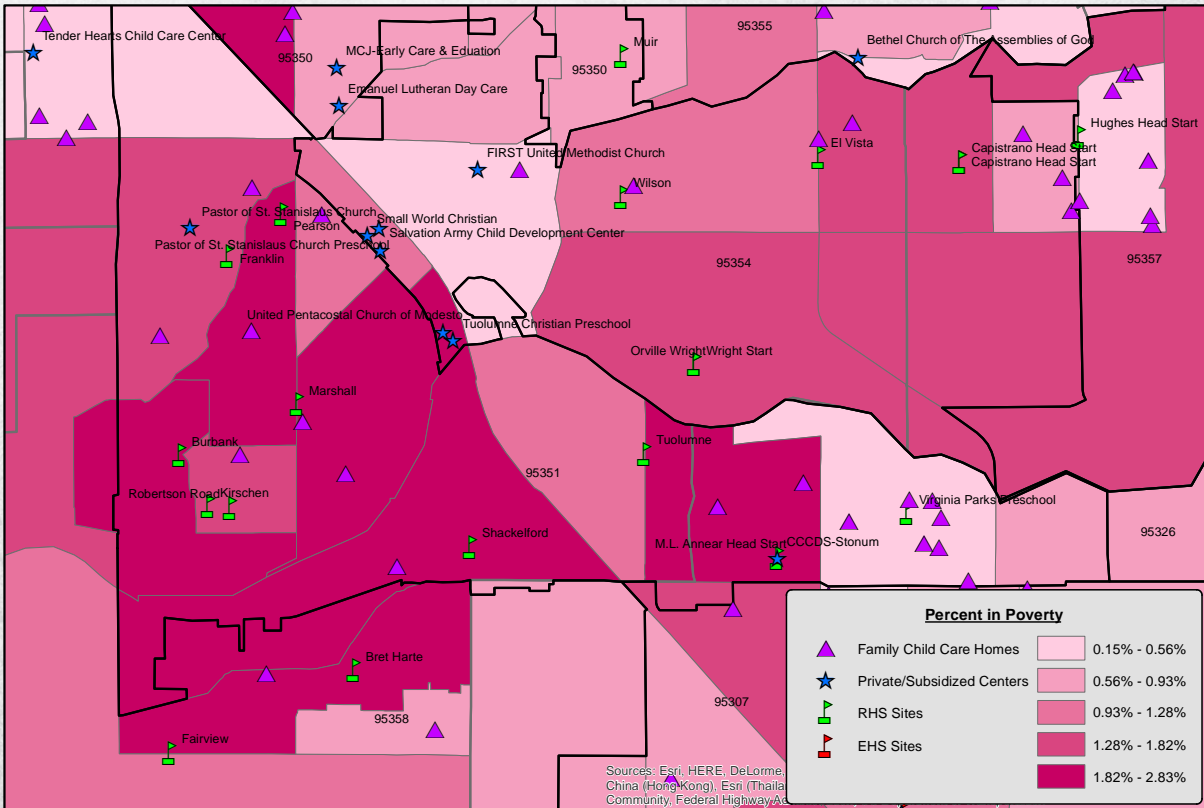 95355
Tender Hearts Child Care Center
Bethel Church of The Assemblies of God
Muir
MCJ-Early Care & Eduation
95350
95350
Emanuel Lutheran Day Care
Hughes Head Start
El Vista
Capistrano Head Start
Capistrano Head Start
FIRST United Methodist Church
Wilson
Pastor of St. Stanislaus Church
Small World Christian
Pearson
Salvation Army Child Development Center
Pastor of St. Stanislaus Church Preschool
Franklin
95354
95357
United Pentacostal Church of Modesto
Tuolumne Christian Preschool
Orville Wright
Wright Start
Marshall
Burbank
Tuolumne
95351
Robertson Road
Kirschen
Virginia Parks Preschool
Shackelford
M.L. Annear Head Start
CCCDS-Stonum
95326
Bret Harte
95307
95358
Fairview
Percent in Poverty
Family Child Care Homes
Private/Subsidized Centers
RHS Sites
EHS Sites
0.15% - 0.56%
0.56% - 0.93%
0.93% - 1.28%
1.28% - 1.82%
1.82% - 2.83%
Sources: Esri, HERE, DeLorme,
China (Hong Kong), Esri
Community, Federal Highway